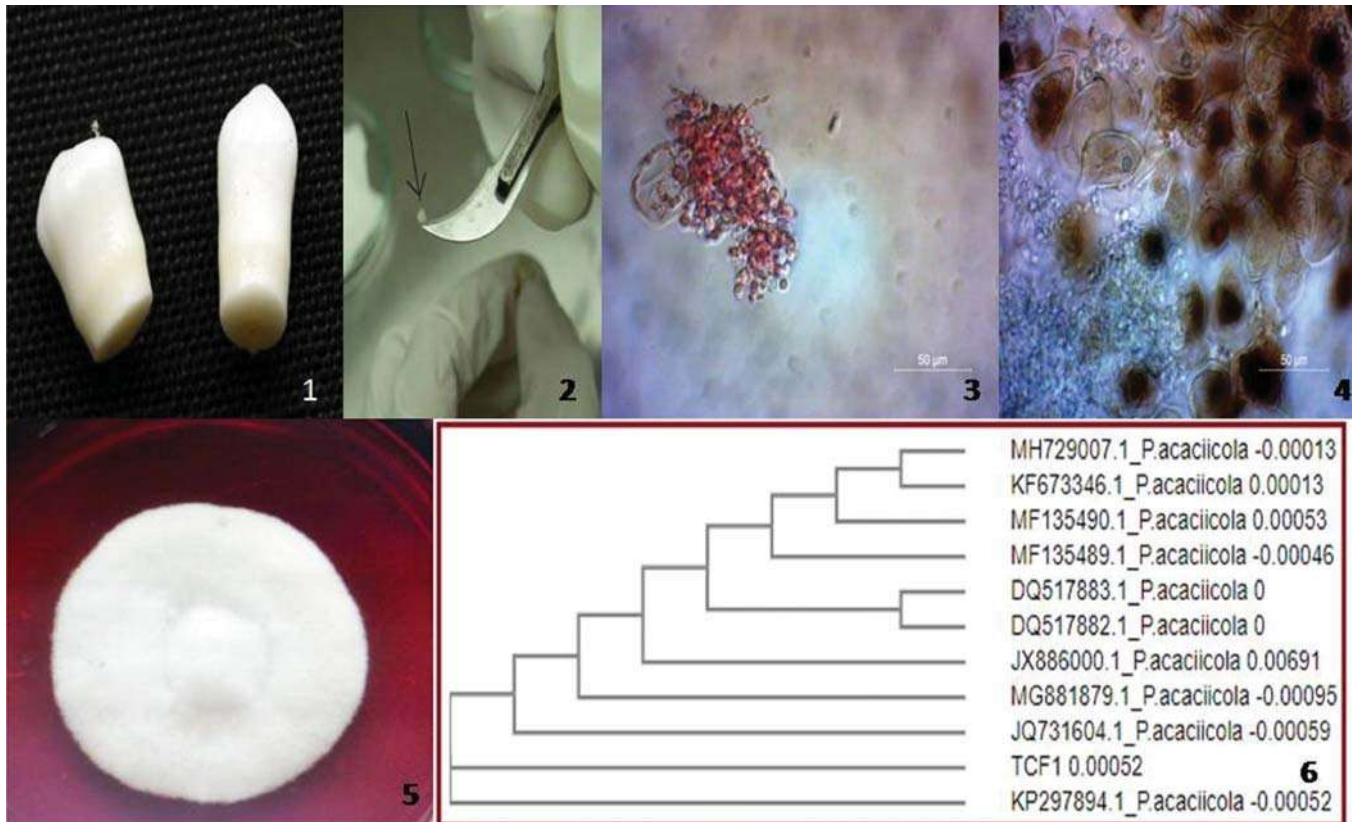 1
2
50 µm
3
50 µm
4
5
MH729007.1_P.acaciicola -0.00013
KF673346.1_P.acaciicola 0.00013
MF135490.1_P.acaciicola 0.00053
MF135489.1_P.acaciicola -0.00046
DQ517883.1_P.acaciicola 0
DQ517882.1_P.acaciicola 0
JX886000.1_P.acaciicola 0.00691
MG881879.1_P.acaciicola -0.00095
JQ731604.1_P.acaciicola -0.00059
TCF1 0.00052
6
KP297894.1_P.acaciicola -0.00052